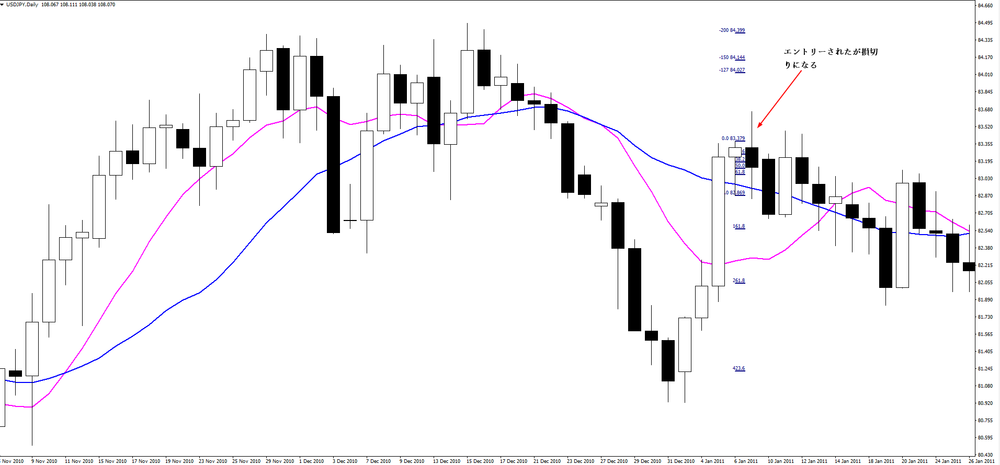 USDJPY,Daily 108.067 108.111 108.038 108.070
84.660
84.495
84.335
84.170
84.010
83.845
83.680
83.520
83.355
83.195
83.030
82.870
82.705
82.540
82.380
82.215
82.055
81.890
81.730
81.565
81.405
81.245
81.080
80.920
80.755
80.595
80.430
-200 84.399
-150 84.144
-127 84.027
エントリーされたが損切
りになる
0.0 83.379
38.2
50.0
61.8
.0 82.869
161.8
261.8
423.6
Nov 2010
9 Nov 2010
11 Nov 2010
15 Nov 2010
17 Nov 2010
19 Nov 2010
23 Nov 2010
25 Nov 2010
29 Nov 2010
1 Dec 2010
3 Dec 2010
7 Dec 2010
9 Dec 2010
13 Dec 2010
15 Dec 2010
17 Dec 2010
21 Dec 2010
23 Dec 2010
27 Dec 2010
29 Dec 2010
31 Dec 2010
4 Jan 2011
6 Jan 2011
10 Jan 2011
12 Jan 2011
14 Jan 2011
18 Jan 2011
20 Jan 2011
24 Jan 2011
26 Jan 2011